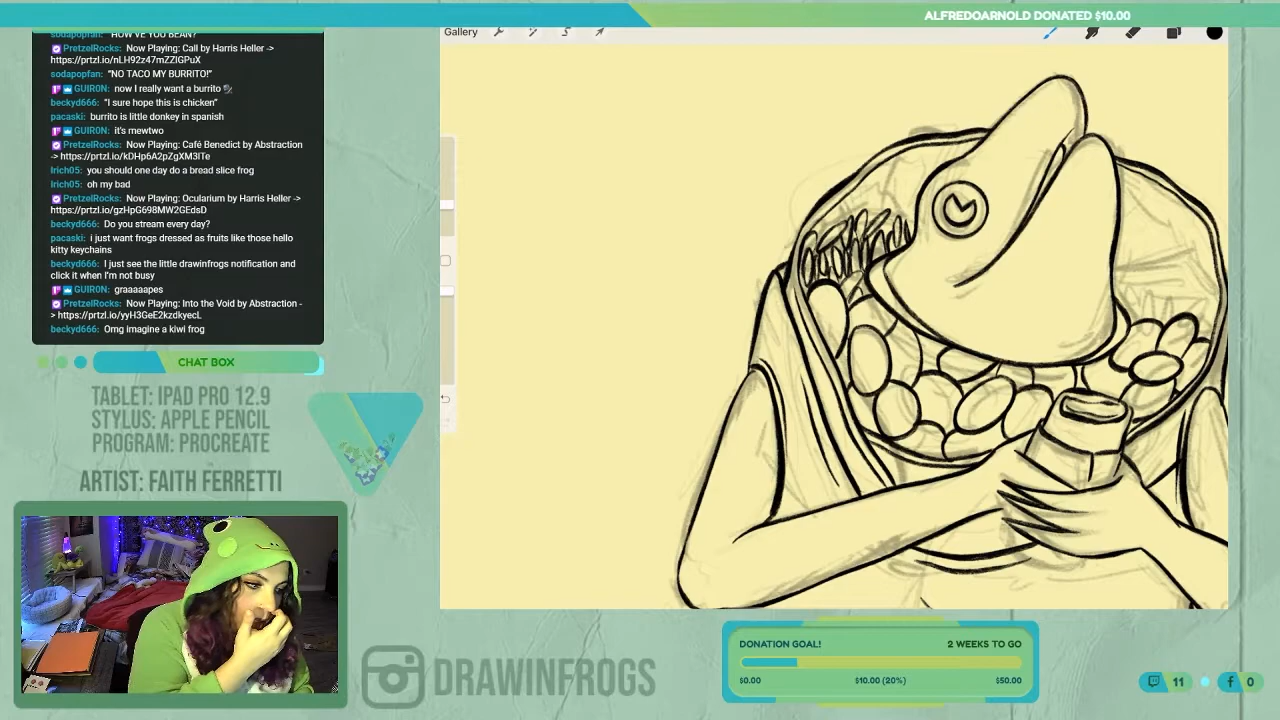 ALFREDOARNOLD DONATED $10.00
sodapopfan: "HOW'VE YOU BEAN?"
PretzelRocks: Now Playing: Call by Harris Heller ->
https://prtzl.io/nLH92z47mZZlGPuX
sodapopfan: "NO TACO MY BURRITO!"
GUIR0N: now I really want a burrito
beckyd666: "I sure hope this is chicken"
pacaski: burrito is little donkey in spanish
GUIR0N: it's mewtwo
PretzelRocks: Now Playing: Café Benedict by Abstraction
-> https://prtzl.io/kDHp6A2pZgXM3lTe
lrich05: you should one day do a bread slice frog
lrich05: oh my bad
PretzelRocks: Now Playing: Ocularium by Harris Heller ->
https://prtzl.io/gzHpG698MW2GEdsD
beckyd666: Do you stream every day?
pacaski: i just want frogs dressed as fruits like those hello
kitty keychains
beckyd666: I just see the little drawinfrogs notification and
click it when I'm not busy
GUIR0N: graaaaapes
PretzelRocks: Now Playing: Into the Void by Abstraction -
> https://prtzl.io/yyH3GeE2kzdkyecL
beckyd666: Omg imagine a kiwi frog
CHAT BOX
TABLET: IPAD PRO 12.9
STYLUS: APPLE PENCIL
PROGRAM: PROCREATE
ARTIST: FAITH FERRETTI
Gallery
DRAWINFROGS
DONATION GOAL! 2 WEEKS TO GO
$0.00 $10.00 (20%) $50.00
11 0